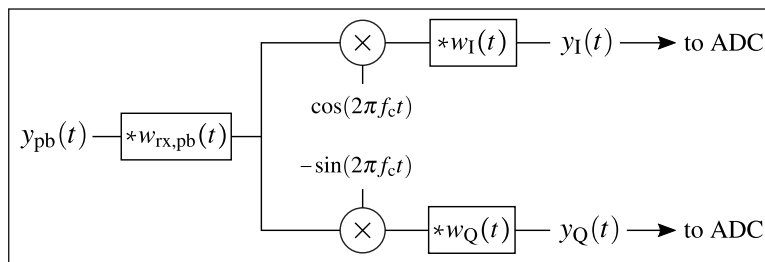 × *w_I(t) y_I(t) to ADC
cos(2πf_c t)
y_pb(t) *w_rx,pb(t)
−sin(2πf_c t)
× *w_Q(t) y_Q(t) to ADC